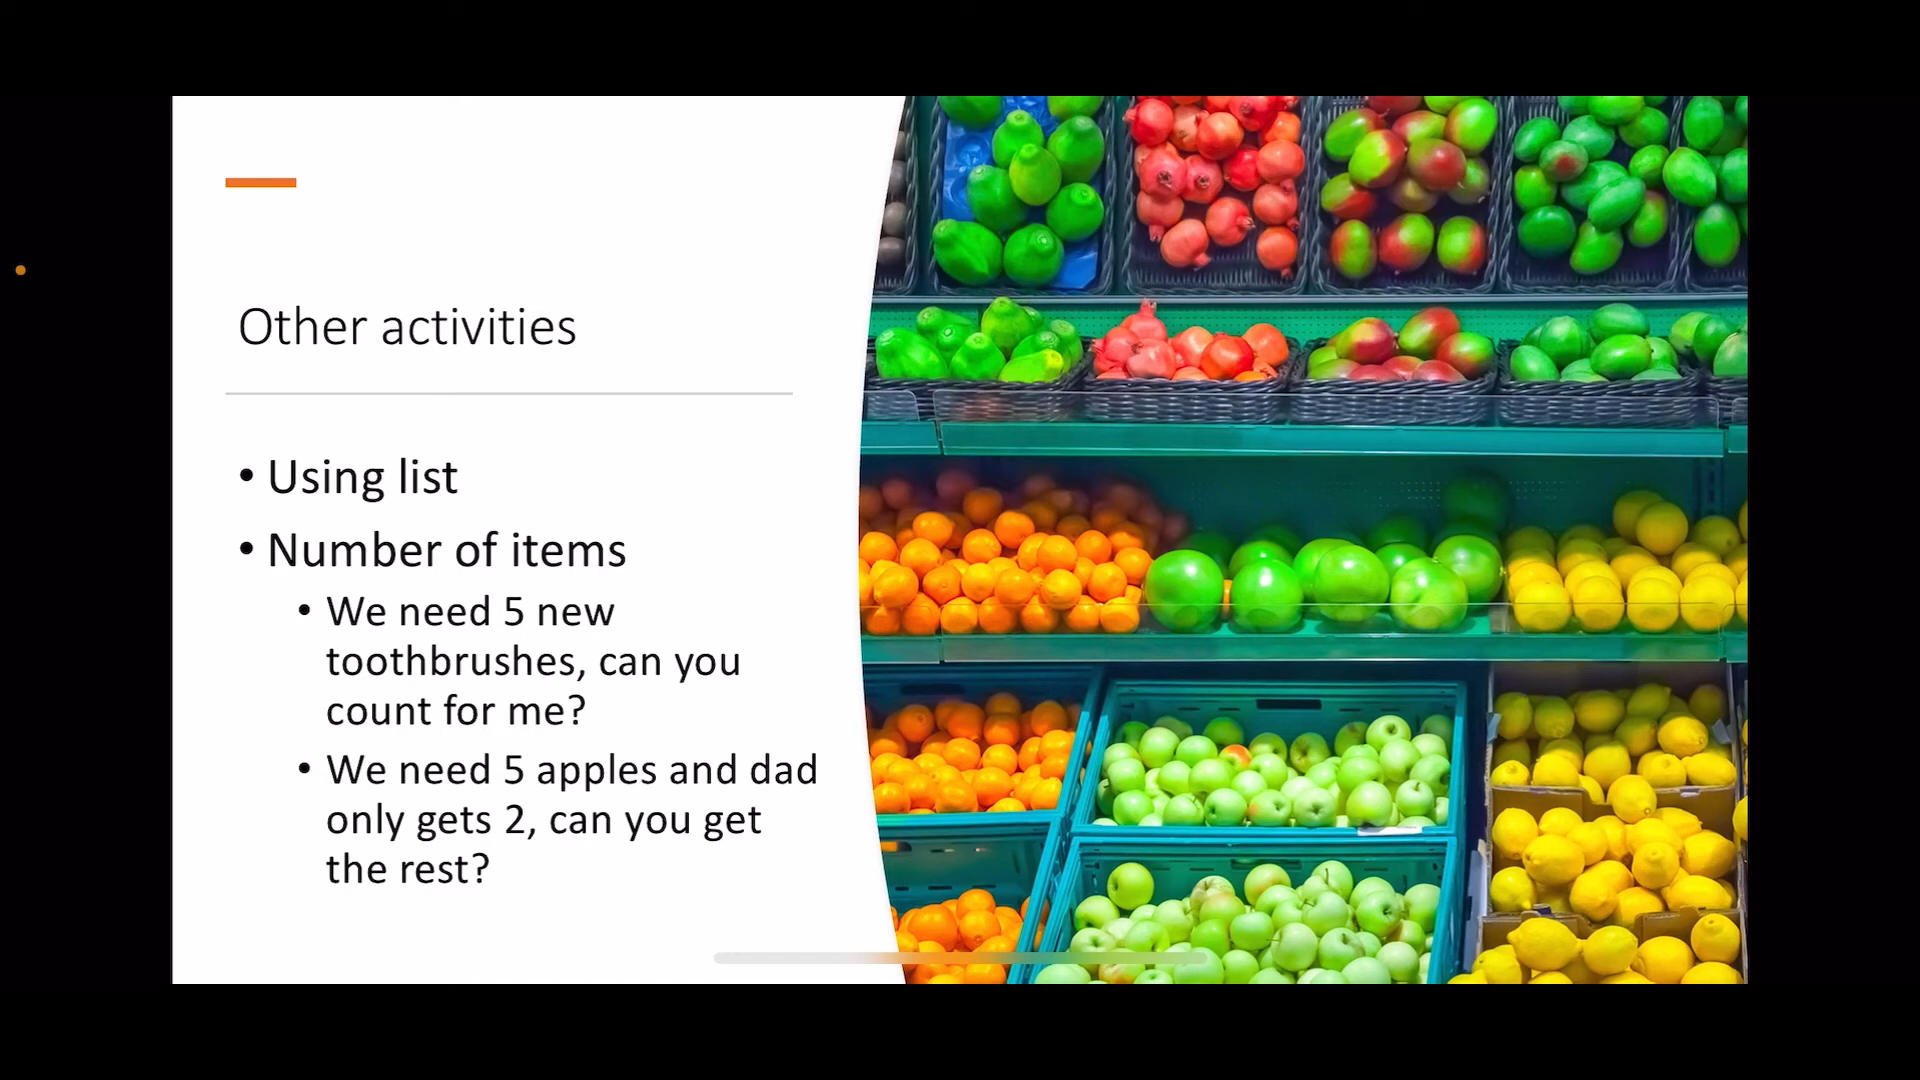 Other activities
• Using list
• Number of items
• We need 5 new
toothbrushes, can you
count for me?
• We need 5 apples and dad
only gets 2, can you get
the rest?